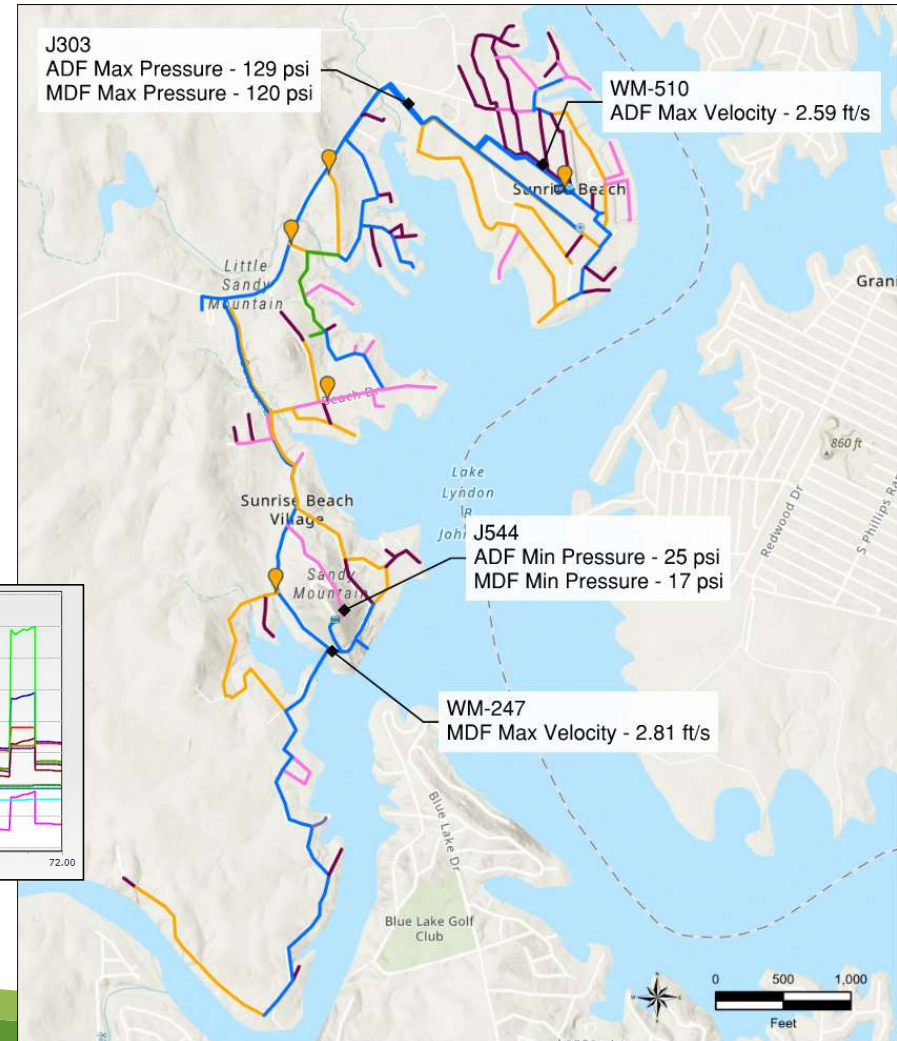 J303
ADF Max Pressure - 129 psi
MDF Max Pressure - 120 psi
WM-510
ADF Max Velocity - 2.59 ft/s
Sunrise Beach
Little
Sandy
Mountain
Beach Dr
Sunrise Beach
Village
Sandy
Mountain
Lake
Lyndon
B
John
J544
ADF Min Pressure - 25 psi
MDF Min Pressure - 17 psi
WM-247
MDF Max Velocity - 2.81 ft/s
Grani
860 ft
Redwood Dr
S Phillips Ra
Blue Lake Dr
Blue Lake Golf
Club
72.00
0 500 1,000
Feet